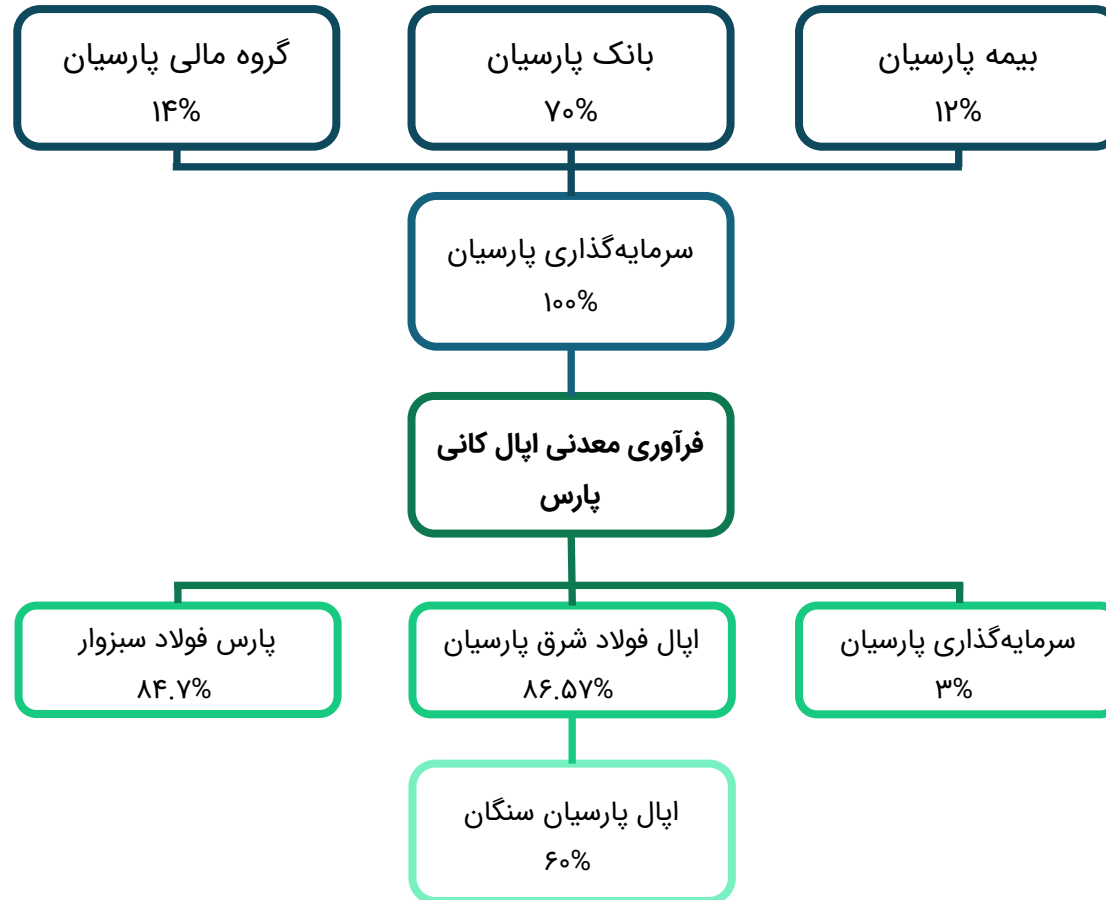 بیمه پارسیان
۱۲%
بانک پارسیان
۷۰%
گروه مالی پارسیان
۱۴%
سرمایه‌گذاری پارسیان
۱۰۰%
فرآوری معدنی اپال کانی
پارس
سرمایه‌گذاری پارسیان
۳%
اپال فولاد شرق پارسیان
۸۶.۵۷%
پارس فولاد سبزوار
۸۴.۷%
اپال پارسیان سنگان
۶۰%